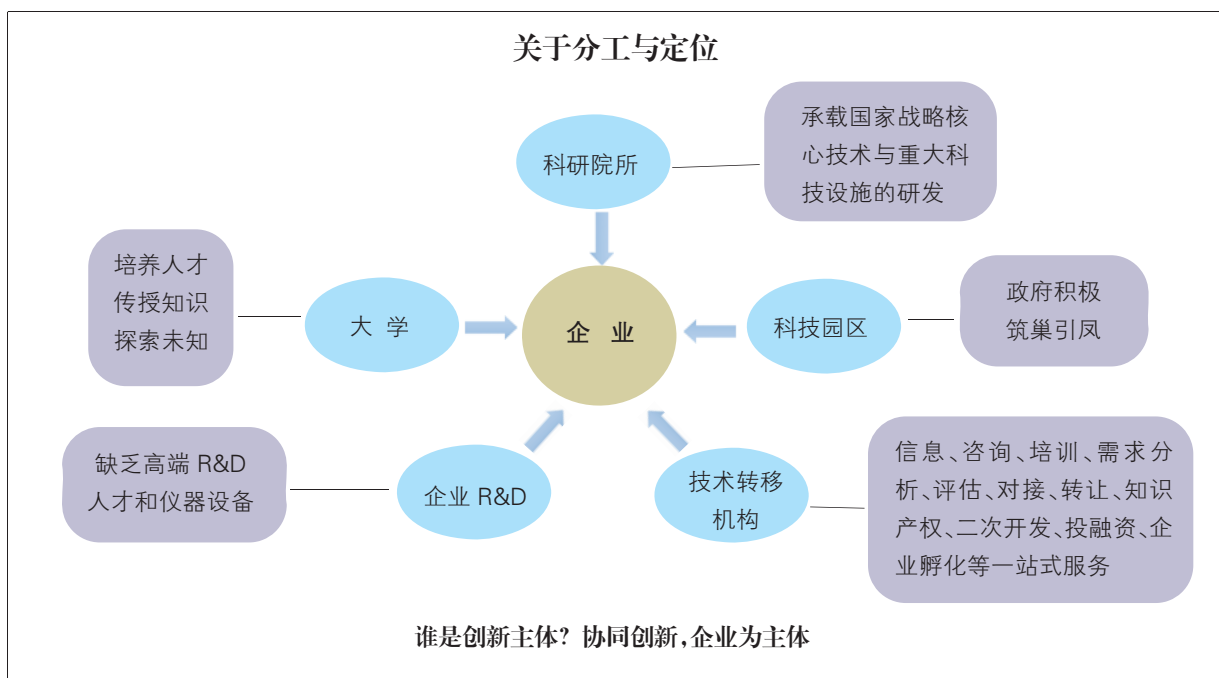 关于分工与定位
科研院所
承载国家战略核
心技术与重大科
技设施的研发
培养人才
传授知识
探索未知
大 学
企 业
科技园区
政府积极
筑巢引凤
缺乏高端 R&D
人才和仪器设备
企业 R&D
技术转移
机构
信息、咨询、培训、需求分
析、评估、对接、转让、知识
产权、二次开发、投融资、企
业孵化等一站式服务
谁是创新主体？协同创新,企业为主体